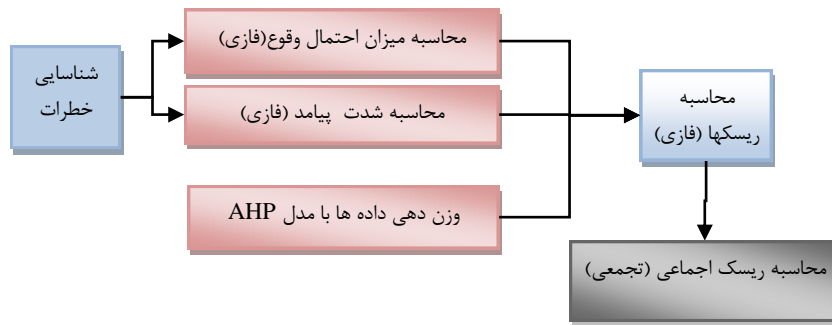 شناسایی
خطرات
محاسبه میزان احتمال وقوع(فازی)
محاسبه شدت پیامد (فازی)
وزن دهی داده ها با مدل AHP
محاسبه
ریسکها (فازی)
محاسبه ریسک اجماعی (تجمعی)